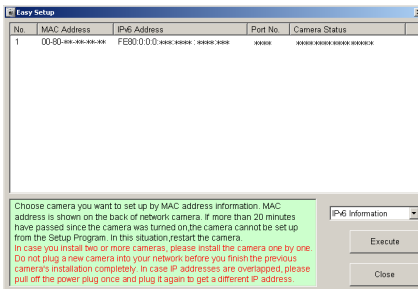 Easy Setup
No. MAC Address IPv6 Address Port No. Camera Status
1 00-80-**-**-**-** FE80:0:0:0:***:****:****:*** **** ****:****:****:****:****
Choose camera you want to set up by MAC address information. MAC
address is shown on the back of network camera. If more than 20 minutes
have passed since the camera was turned on,the camera cannot be set up
from the Setup Program. In this situation,restart the camera.
In case you install two or more cameras, please install the camera one by one.
Do not plug a new camera into your network before you finish the previous
camera's installation completely. In case IP addresses are overlapped, please
pull off the power plug once and plug it again to get a different IP address.
IPv6 Information
Execute
Close